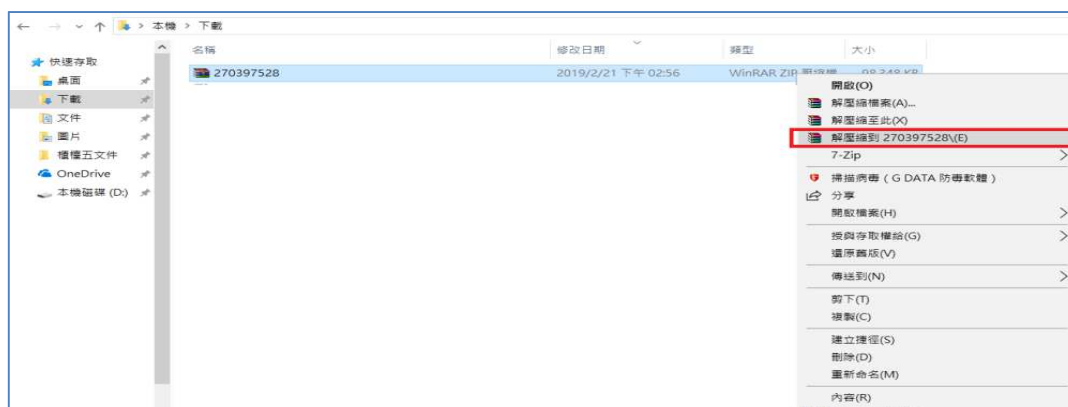 本機 > 下載
名稱
修改日期
類型
大小
快速存取
桌面
下載
文件
圖片
櫃檯五文件
OneDrive
本機磁碟 (D:)
270397528
2019/2/21 下午 02:56
WinRAR ZIP 壓縮檔
98,348 KB
開啟(O)
解壓縮檔案(A)...
解壓縮至此(X)
解壓縮到 270397528\(E)
7-Zip
掃描病毒 ( G DATA 防毒軟體 )
分享
開啟檔案(H)
授與存取權給(G)
還原舊版(V)
傳送到(N)
剪下(T)
複製(C)
建立捷徑(S)
刪除(D)
重新命名(M)
內容(R)